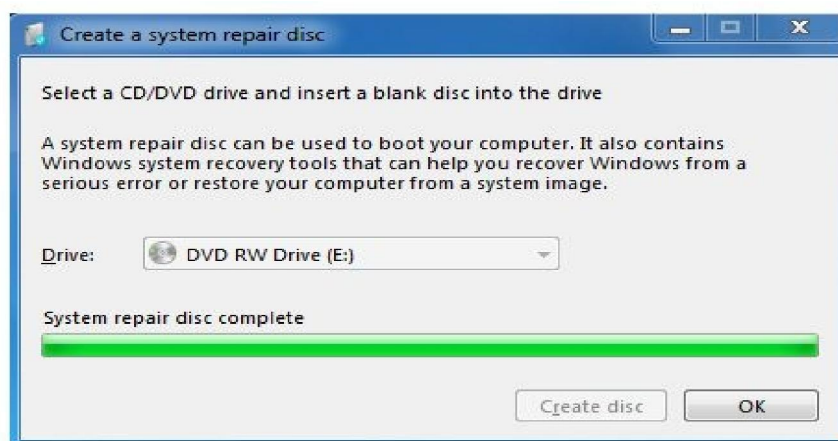 Create a system repair disc
Select a CD/DVD drive and insert a blank disc into the drive
A system repair disc can be used to boot your computer. It also contains
Windows system recovery tools that can help you recover Windows from a
serious error or restore your computer from a system image.
Drive: DVD RW Drive (E:)
System repair disc complete
Create disc OK